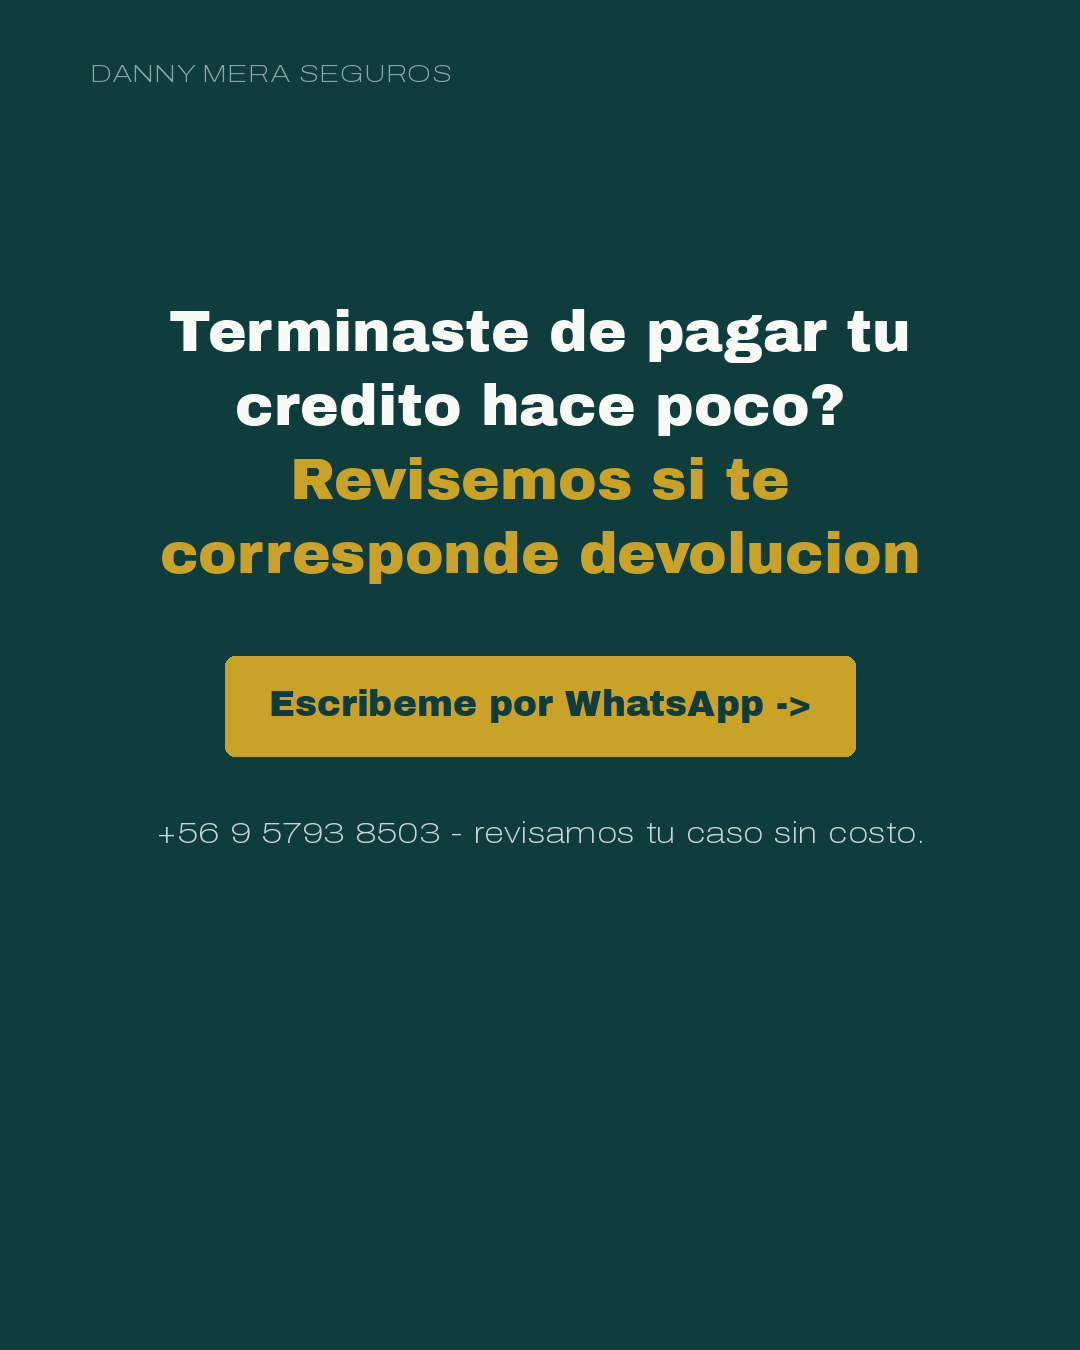 DANNY MERA SEGUROS
Terminaste de pagar tu
credito hace poco?
Revisemos si te
corresponde devolucion
Escribeme por WhatsApp ->
+56 9 5793 8503 - revisamos tu caso sin costo.